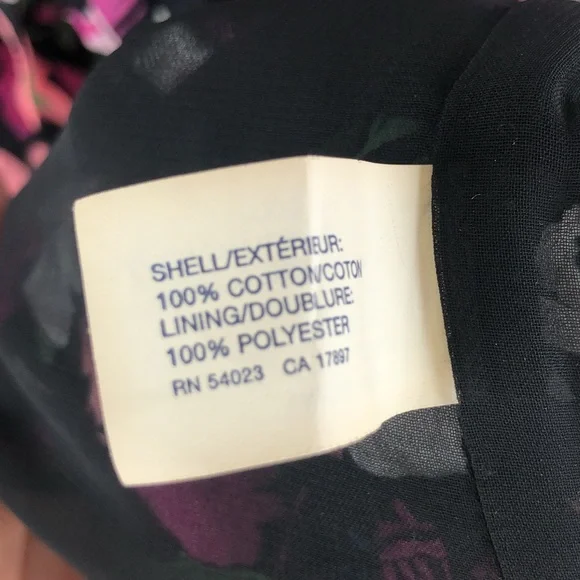 SHELL/EXTÉRIEUR:
100% COTTON/COTON
LINING/DOUBLURE:
100% POLYESTER
RN 54023 CA 17897